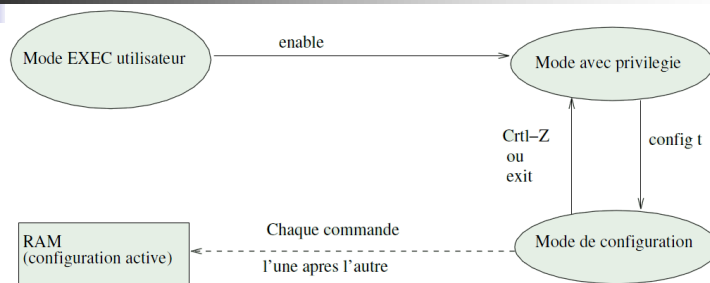 enable
Mode EXEC utilisateur
Mode avec privilegie
Crtl–Z
ou
exit
config t
Chaque commande
Mode de configuration
RAM
(configuration active)
l'une apres l'autre